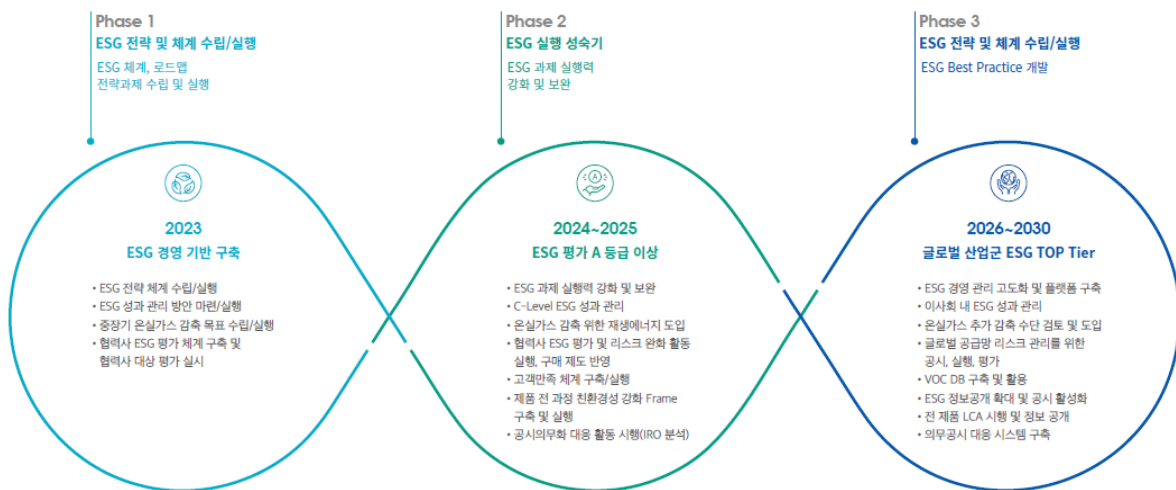 Phase 1
ESG 전략 및 체계 수립/실행
ESG 체계, 로드맵
전략과제 수립 및 실행
2023
ESG 경영 기반 구축
• ESG 전략 체계 수립/실행
• ESG 성과 관리 방안 마련/실행
• 중장기 온실가스 감축 목표 수립/실행
• 협력사 ESG 평가 체계 구축 및
협력사 대상 평가 실시
Phase 2
ESG 실행 성숙기
ESG 과제 실행력
강화 및 보완
A
2024~2025
ESG 평가 A 등급 이상
• ESG 과제 실행력 강화 및 보완
• C-Level ESG 성과 관리
• 온실가스 감축 위한 재생에너지 도입
• 협력사 ESG 평가 및 리스크 완화 활동
실행, 구매 제도 반영
• 고객만족 체계 구축/실행
• 제품 전 과정 친환경성 강화 Frame
구축 및 실행
• 공시의무화 대응 활동 시행(IRO 분석)
Phase 3
ESG 전략 및 체계 수립/실행
ESG Best Practice 개발
2026~2030
글로벌 산업군 ESG TOP Tier
• ESG 경영 관리 고도화 및 플랫폼 구축
• 이사회 내 ESG 성과 관리
• 온실가스 추가 감축 수단 검토 및 도입
• 글로벌 공급망 리스크 관리를 위한
공시, 실행, 평가
• VOC DB 구축 및 활용
• ESG 정보공개 확대 및 공시 활성화
• 전 제품 LCA 시행 및 정보 공개
• 의무공시 대응 시스템 구축